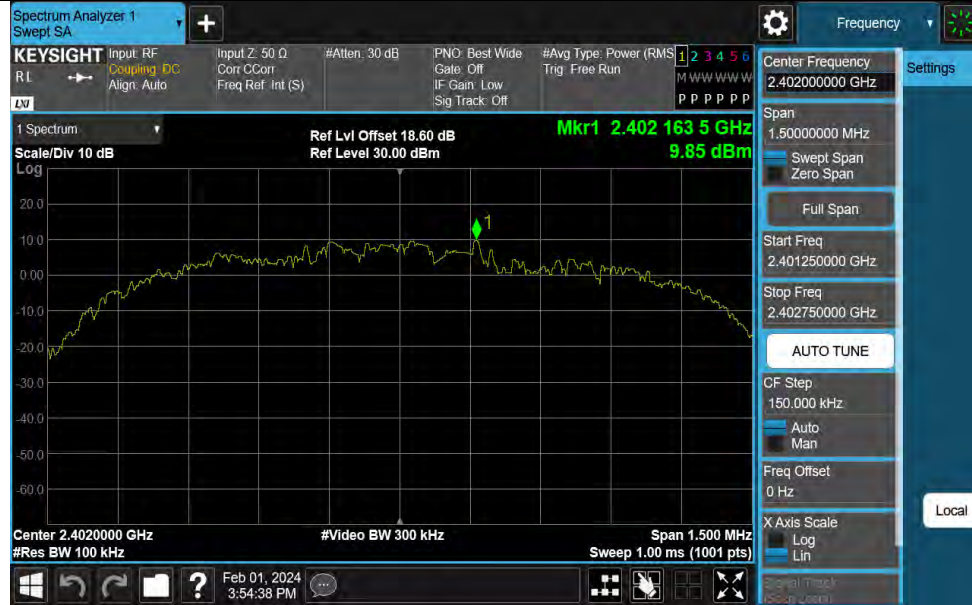 Spectrum Analyzer 1
Swept SA
Frequency
KEYSIGHT
Input: RF
Coupling: DC
Align: Auto
R L
LXI
Input Z: 50 Ω
Corr CCorr
Freq Ref: Int (S)
#Atten: 30 dB
PNO: Best Wide
Gate: Off
IF Gain: Low
Sig Track: Off
#Avg Type: Power (RMS
Trig: Free Run
1 2 3 4 5 6
M W W W W W
P P P P P P
1 Spectrum
Scale/Div 10 dB
Log
Ref Lvl Offset 18.60 dB
Ref Level 30.00 dBm
Mkr1 2.402 163 5 GHz
9.85 dBm
1
20.0
10.0
0.00
-10.0
-20.0
-30.0
-40.0
-50.0
-60.0
Center 2.4020000 GHz
#Res BW 100 kHz
#Video BW 300 kHz
Span 1.500 MHz
Sweep 1.00 ms (1001 pts)
Feb 01, 2024
3:54:38 PM
Center Frequency
2.402000000 GHz
Settings
Span
1.50000000 MHz
Swept Span
Zero Span
Full Span
Start Freq
2.401250000 GHz
Stop Freq
2.402750000 GHz
AUTO TUNE
CF Step
150.000 kHz
Auto
Man
Freq Offset
0 Hz
Local
X Axis Scale
Log
Lin
Signal Track
(Span Zoom)